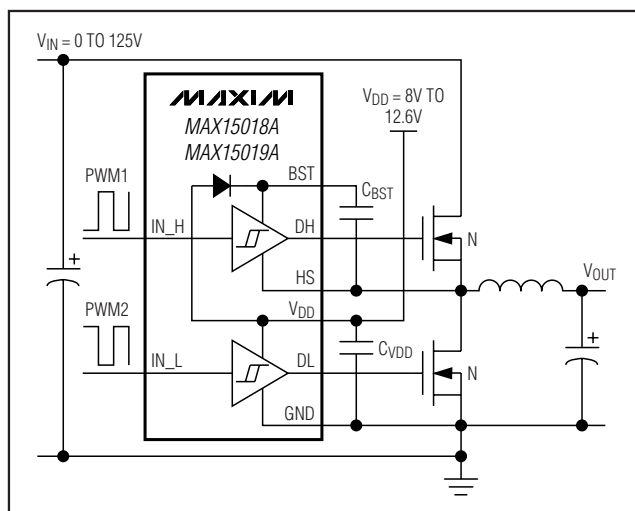 VIN = 0 TO 125V
MAXIM
MAX15018A
MAX15019A
VDD = 8V TO
12.6V
PWM1
BST
CBST
IN_H
DH
N
HS
VOUT
VDD
PWM2
CVDD
IN_L
DL
N
GND